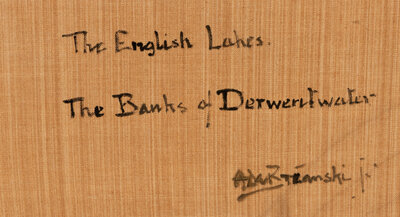 The English Lakes.
The Banks of Derwentwater